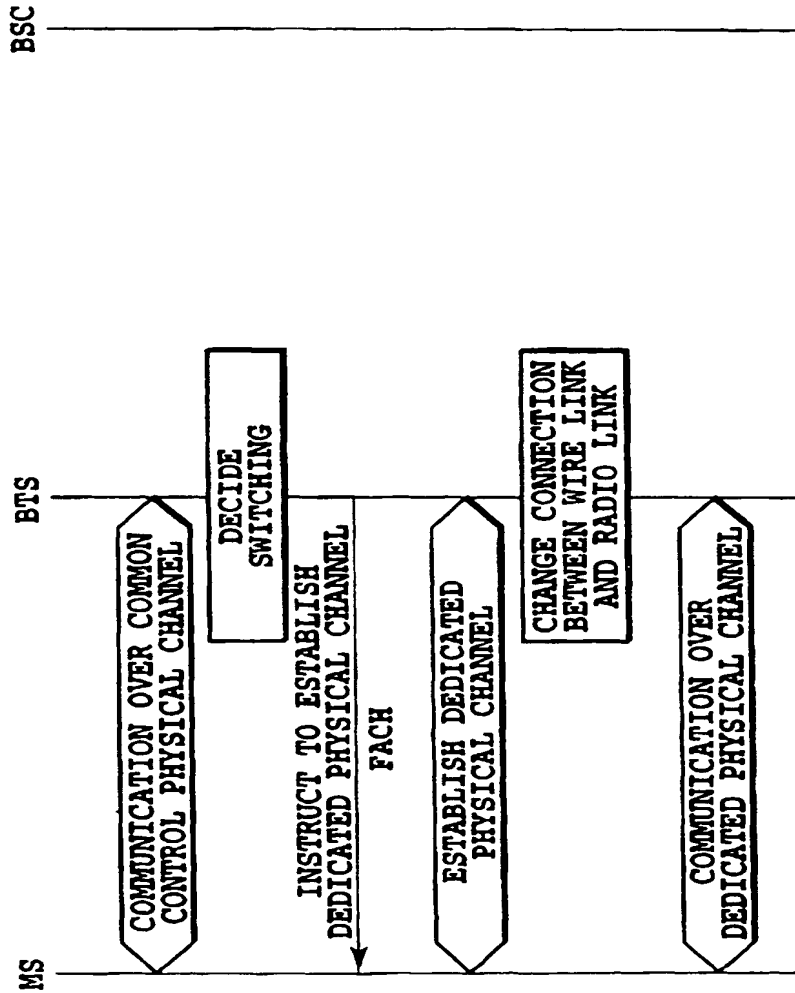 MS
BTS
BSC
COMMUNICATION OVER COMMON
CONTROL PHYSICAL CHANNEL
DECIDE
SWITCHING
INSTRUCT TO ESTABLISH
DEDICATED PHYSICAL CHANNEL
FACH
ESTABLISH DEDICATED
PHYSICAL CHANNEL
CHANGE CONNECTION
BETWEEN WIRE LINK
AND RADIO LINK
COMMUNICATION OVER
DEDICATED PHYSICAL CHANNEL